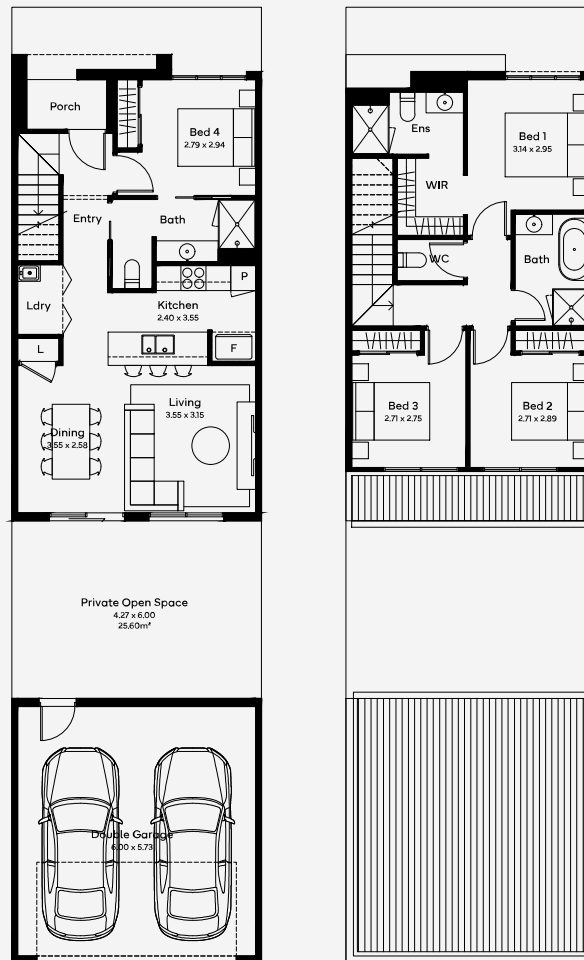 Porch
Bed 4
2.79 x 2.94
Entry
Bath
Ldry
P
Kitchen
2.40 x 3.55
L
F
Living
3.55 x 3.15
Dining
3.55 x 2.58
Private Open Space
4.27 x 6.00
25.60m²
Double Garage
6.00 x 5.73
Ens
Bed 1
3.14 x 2.95
WIR
WC
Bath
Bed 3
2.71 x 2.75
Bed 2
2.71 x 2.89